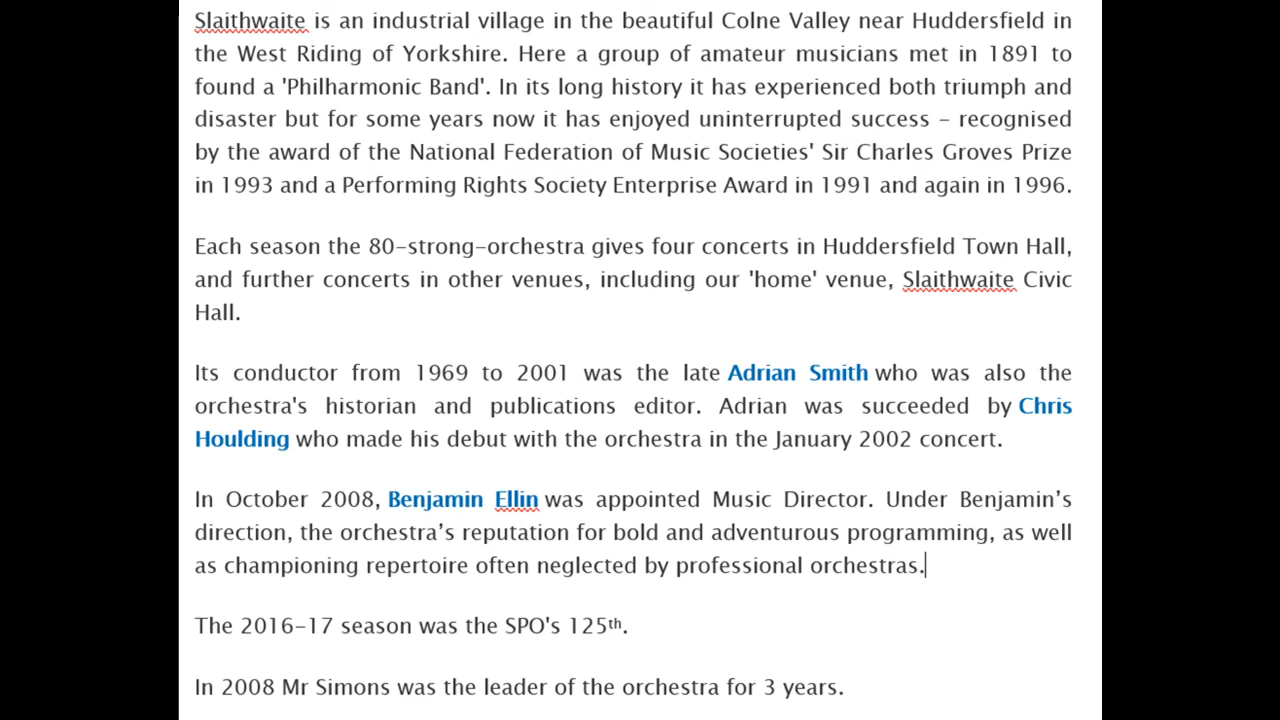 Slaithwaite is an industrial village in the beautiful Colne Valley near Huddersfield in
the West Riding of Yorkshire. Here a group of amateur musicians met in 1891 to
found a 'Philharmonic Band'. In its long history it has experienced both triumph and
disaster but for some years now it has enjoyed uninterrupted success – recognised
by the award of the National Federation of Music Societies' Sir Charles Groves Prize
in 1993 and a Performing Rights Society Enterprise Award in 1991 and again in 1996.
Each season the 80-strong-orchestra gives four concerts in Huddersfield Town Hall,
and further concerts in other venues, including our 'home' venue, Slaithwaite Civic
Hall.
Its conductor from 1969 to 2001 was the late Adrian Smith who was also the
orchestra's historian and publications editor. Adrian was succeeded by Chris
Houlding who made his debut with the orchestra in the January 2002 concert.
In October 2008, Benjamin Ellin was appointed Music Director. Under Benjamin’s
direction, the orchestra’s reputation for bold and adventurous programming, as well
as championing repertoire often neglected by professional orchestras.
The 2016-17 season was the SPO's 125th.
In 2008 Mr Simons was the leader of the orchestra for 3 years.